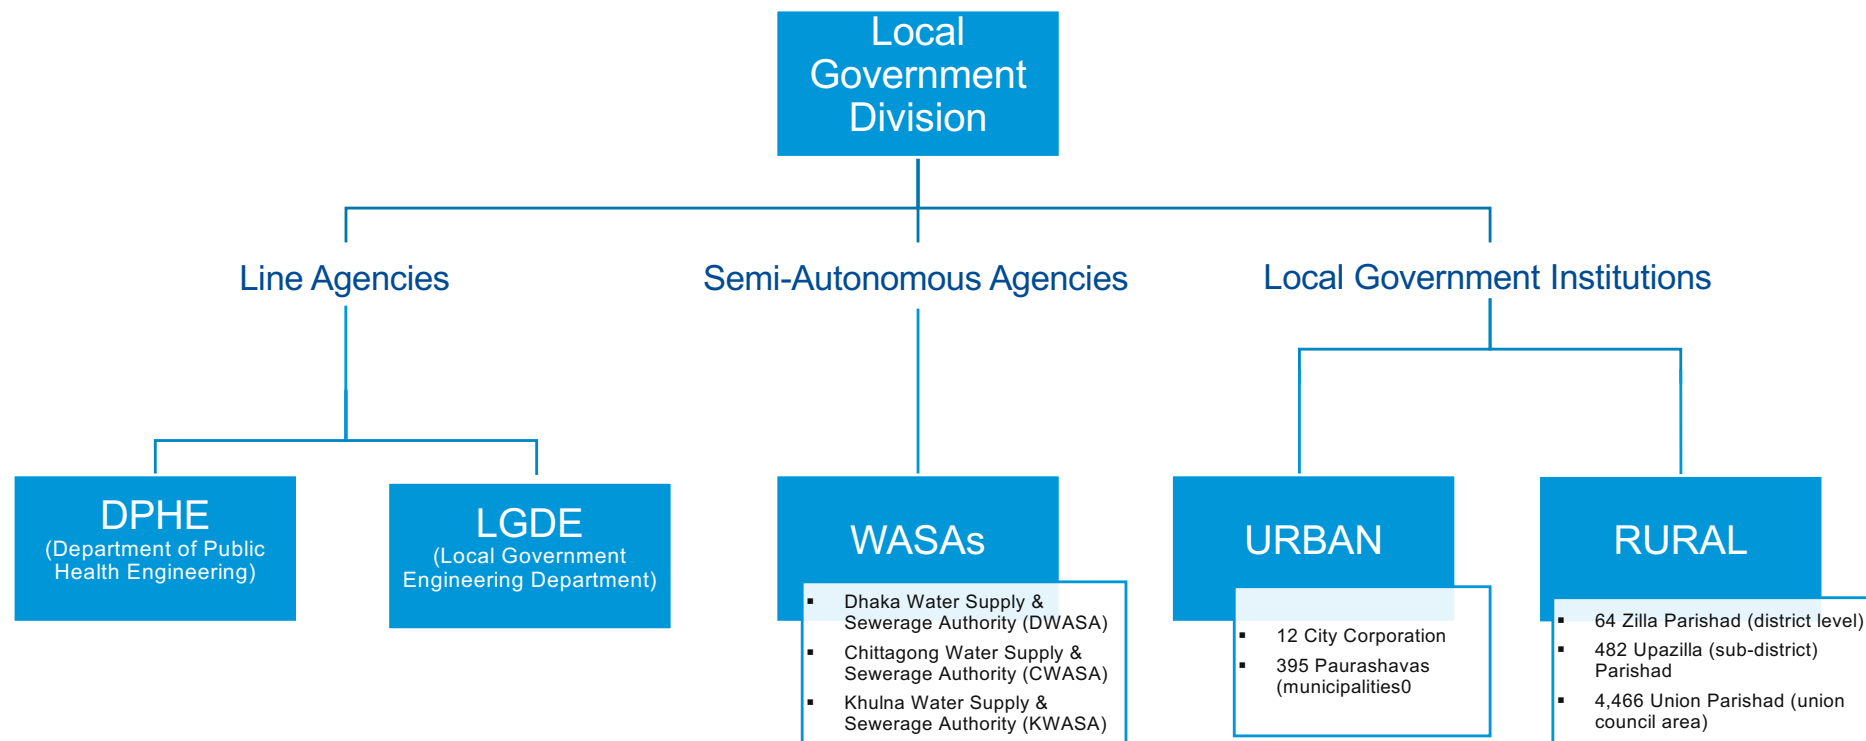 Local
Government
Division
Line Agencies
Semi-Autonomous Agencies
Local Government Institutions
DPHE
(Department of Public
Health Engineering)
LGDE
(Local Government
Engineering Department)
WASAs
▪ Dhaka Water Supply &
Sewerage Authority (DWASA)
▪ Chittagong Water Supply &
Sewerage Authority (CWASA)
▪ Khulna Water Supply &
Sewerage Authority (KWASA)
URBAN
▪ 12 City Corporation
▪ 395 Paurashavas
(municipalities0
RURAL
▪ 64 Zilla Parishad (district level)
▪ 482 Upazilla (sub-district)
Parishad
▪ 4,466 Union Parishad (union
council area)